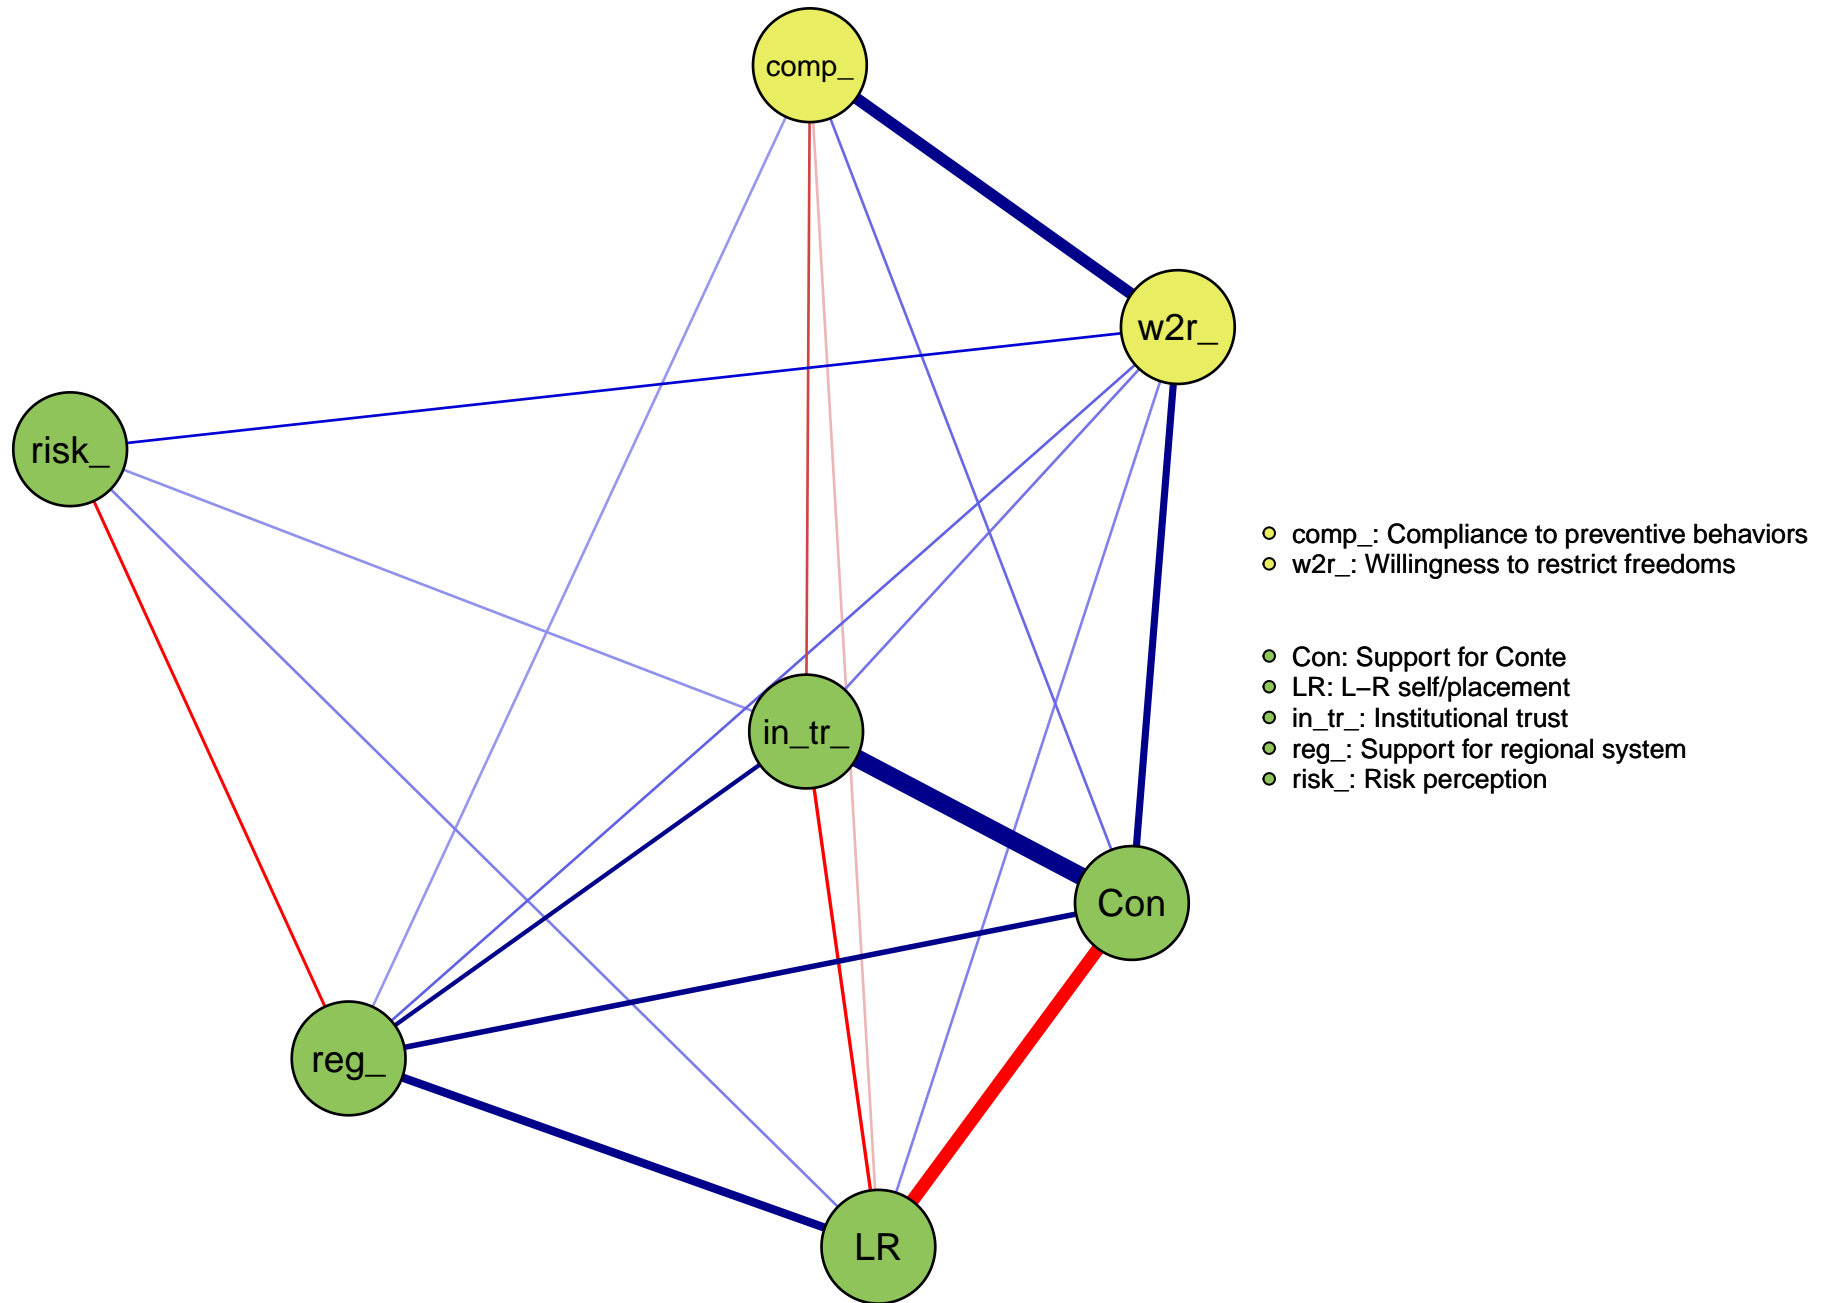 comp_
w2r_
risk_
in_tr_
Con
reg_
LR
comp_: Compliance to preventive behaviors
w2r_: Willingness to restrict freedoms
Con: Support for Conte
LR: L−R self/placement
in_tr_: Institutional trust
reg_: Support for regional system
risk_: Risk perception